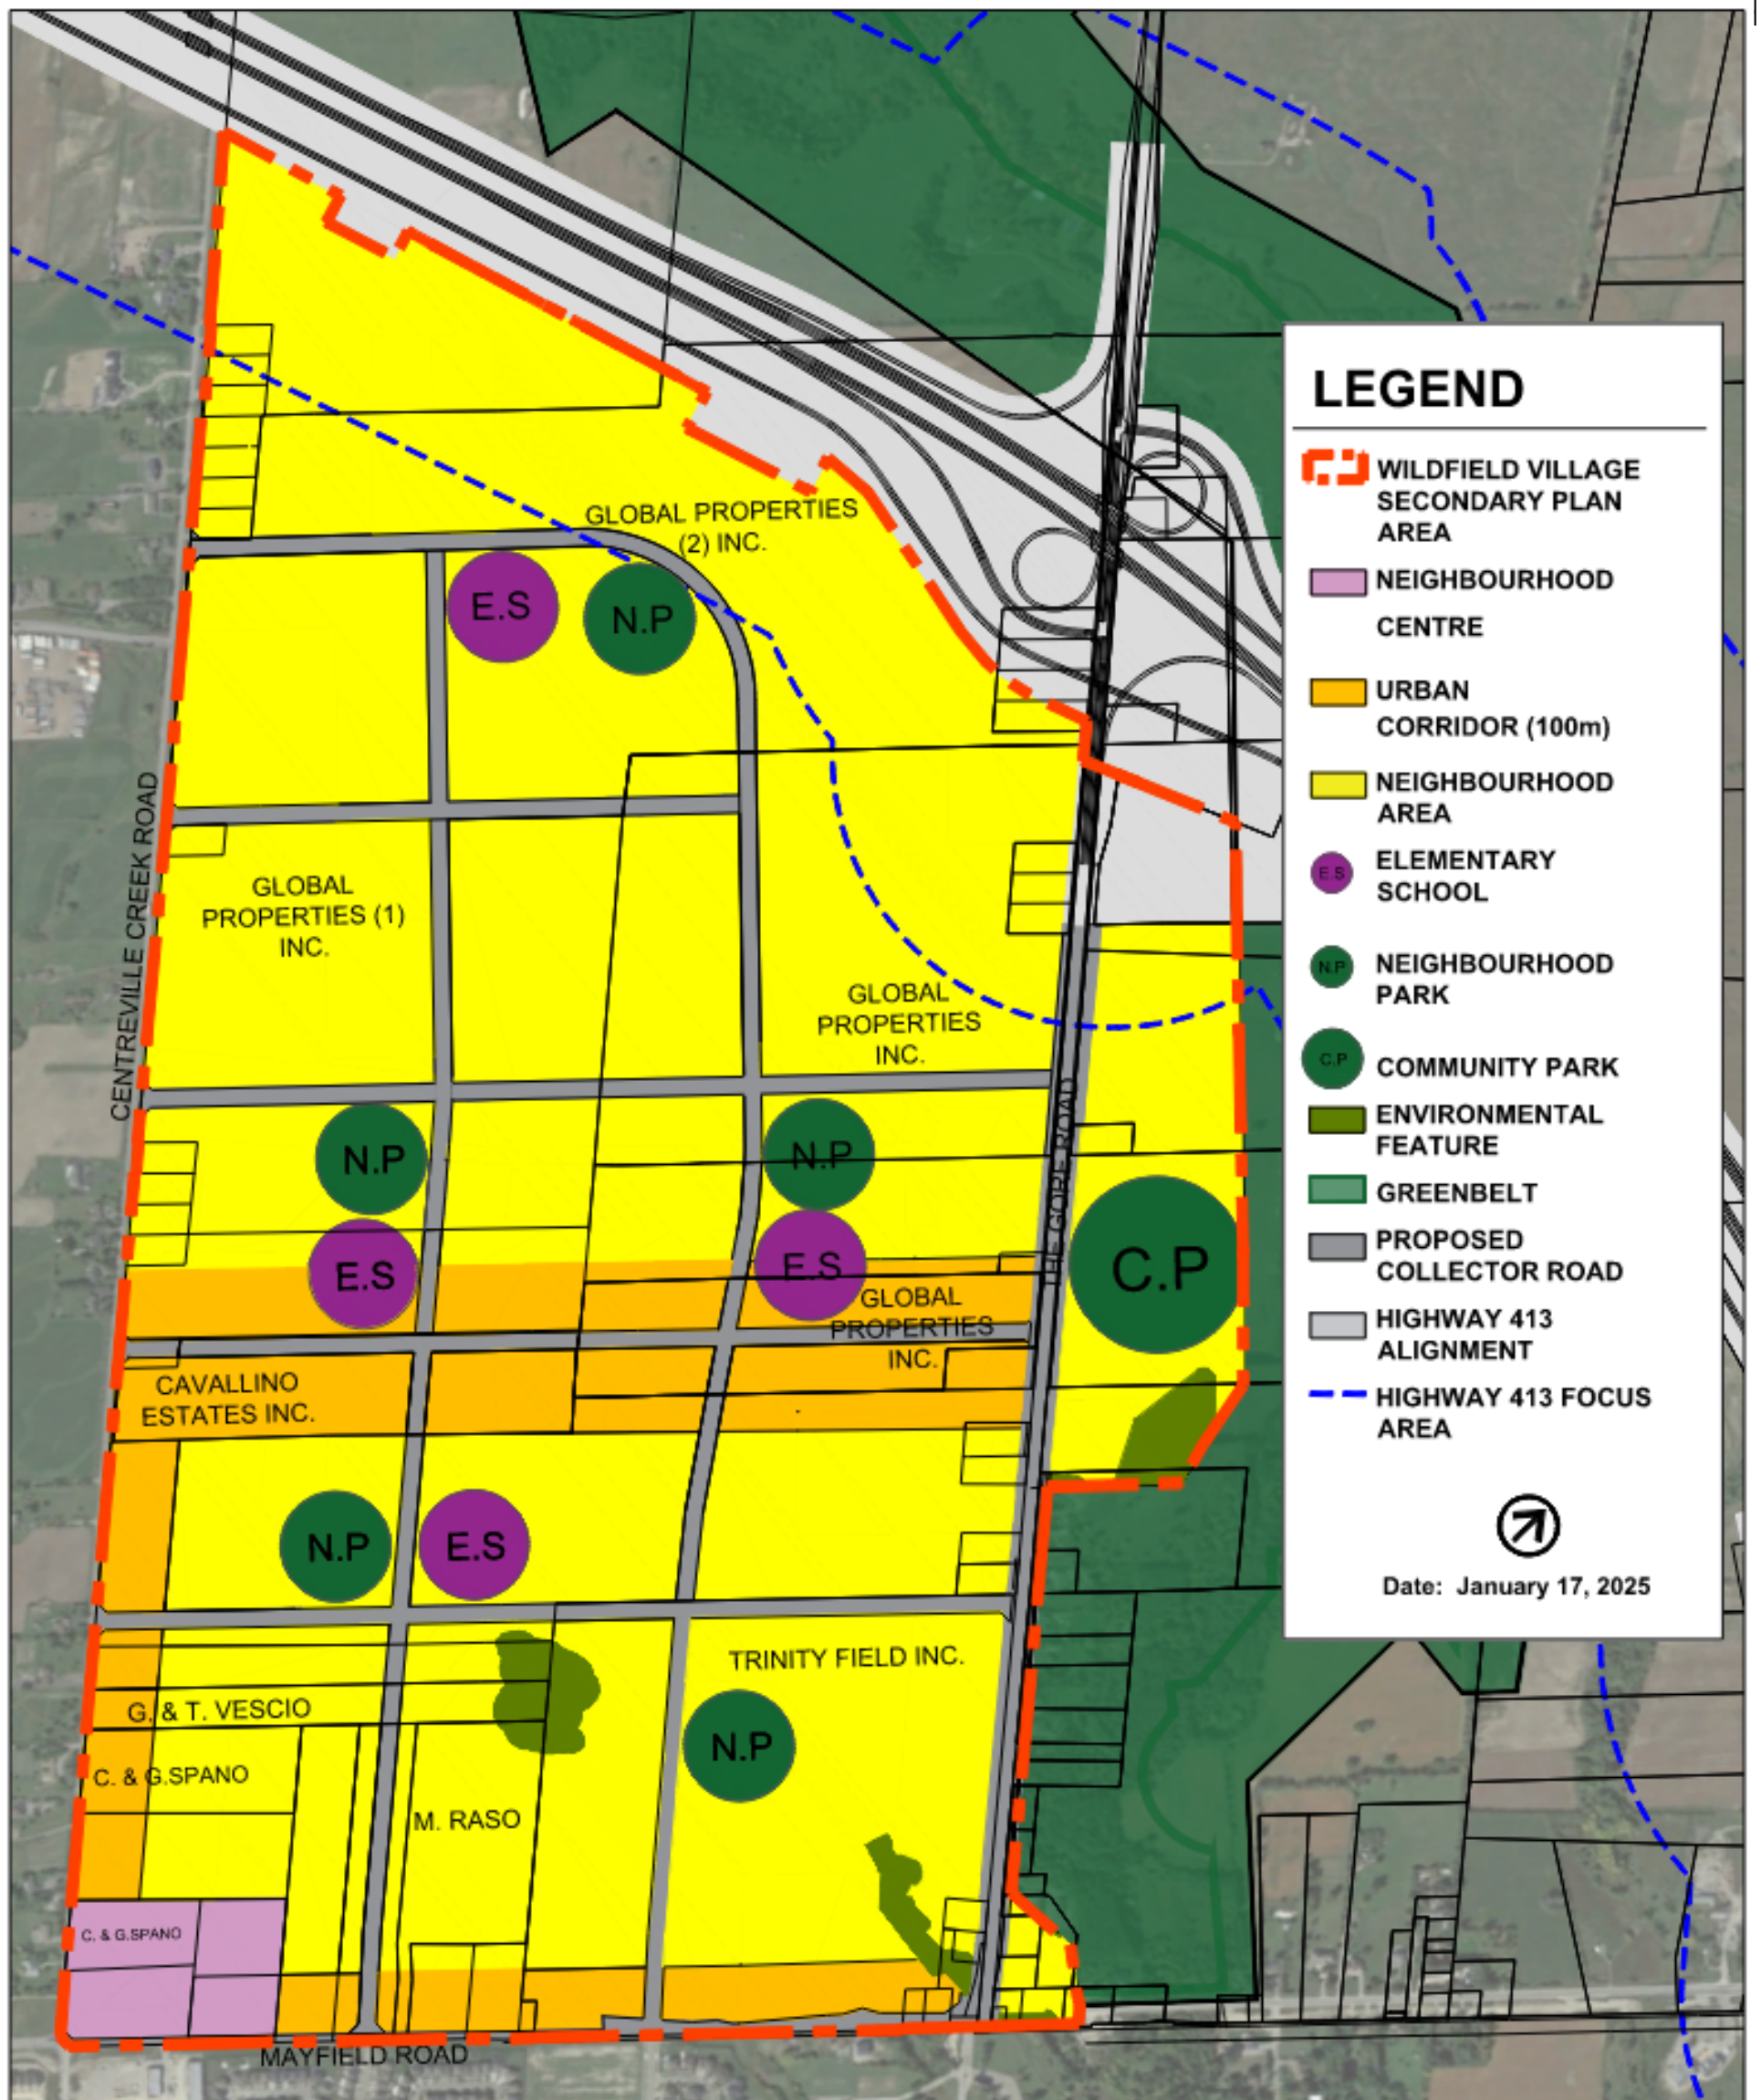 GLOBAL PROPERTIES
(2) INC.
E.S
N.P
CENTREVILLE CREEK ROAD
GLOBAL
PROPERTIES (1)
INC.
GLOBAL
PROPERTIES
INC.
THE GORE ROAD
N.P
N.P
E.S
E.S
C.P
GLOBAL
PROPERTIES
INC.
CAVALLINO
ESTATES INC.
N.P
E.S
TRINITY FIELD INC.
G. & T. VESCIO
N.P
C. & G.SPANO
M. RASO
C. & G.SPANO
MAYFIELD ROAD
LEGEND
WILDFIELD VILLAGE
SECONDARY PLAN
AREA
NEIGHBOURHOOD
CENTRE
URBAN
CORRIDOR (100m)
NEIGHBOURHOOD
AREA
E.S
ELEMENTARY
SCHOOL
N.P
NEIGHBOURHOOD
PARK
C.P
COMMUNITY PARK
ENVIRONMENTAL
FEATURE
GREENBELT
PROPOSED
COLLECTOR ROAD
HIGHWAY 413
ALIGNMENT
HIGHWAY 413 FOCUS
AREA
Date: January 17, 2025